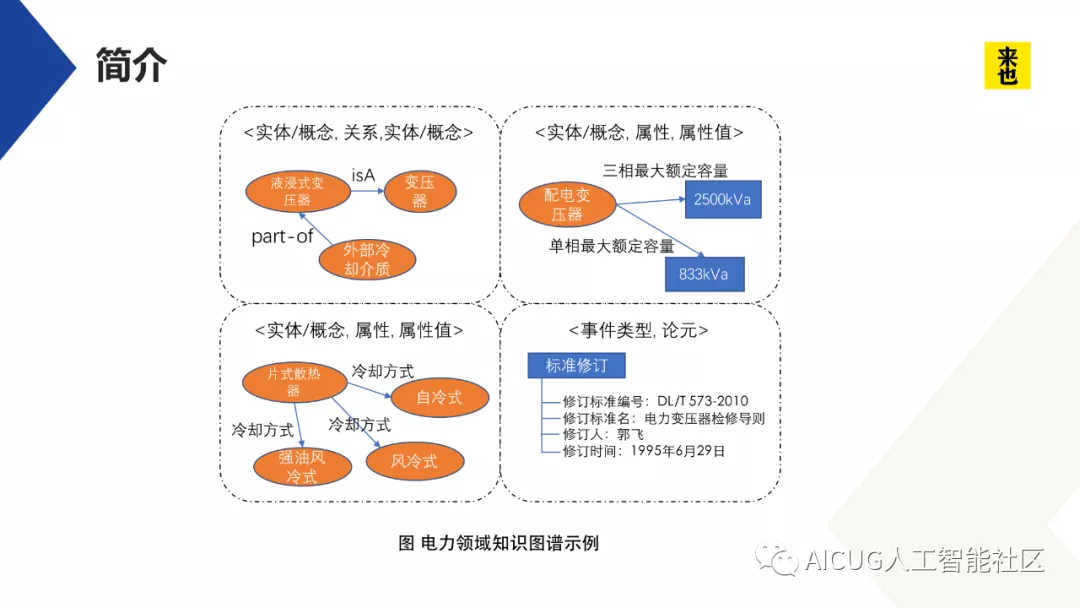 简介
来
也
<实体/概念, 关系,实体/概念>
液浸式变
压器
isA
变压
器
part-of
外部冷
却介质
<实体/概念, 属性, 属性值>
配电变
压器
三相最大额定容量
2500kVa
单相最大额定容量
833kVa
<实体/概念, 属性, 属性值>
片式散热
器
冷却方式
自冷式
冷却方式
冷却方式
强油风
冷式
风冷式
<事件类型, 论元>
标准修订
修订标准编号：DL/T 573-2010
修订标准名：电力变压器检修导则
修订人：郭飞
修订时间：1995年6月29日
图 电力领域知识图谱示例
AICUG人工智能社区